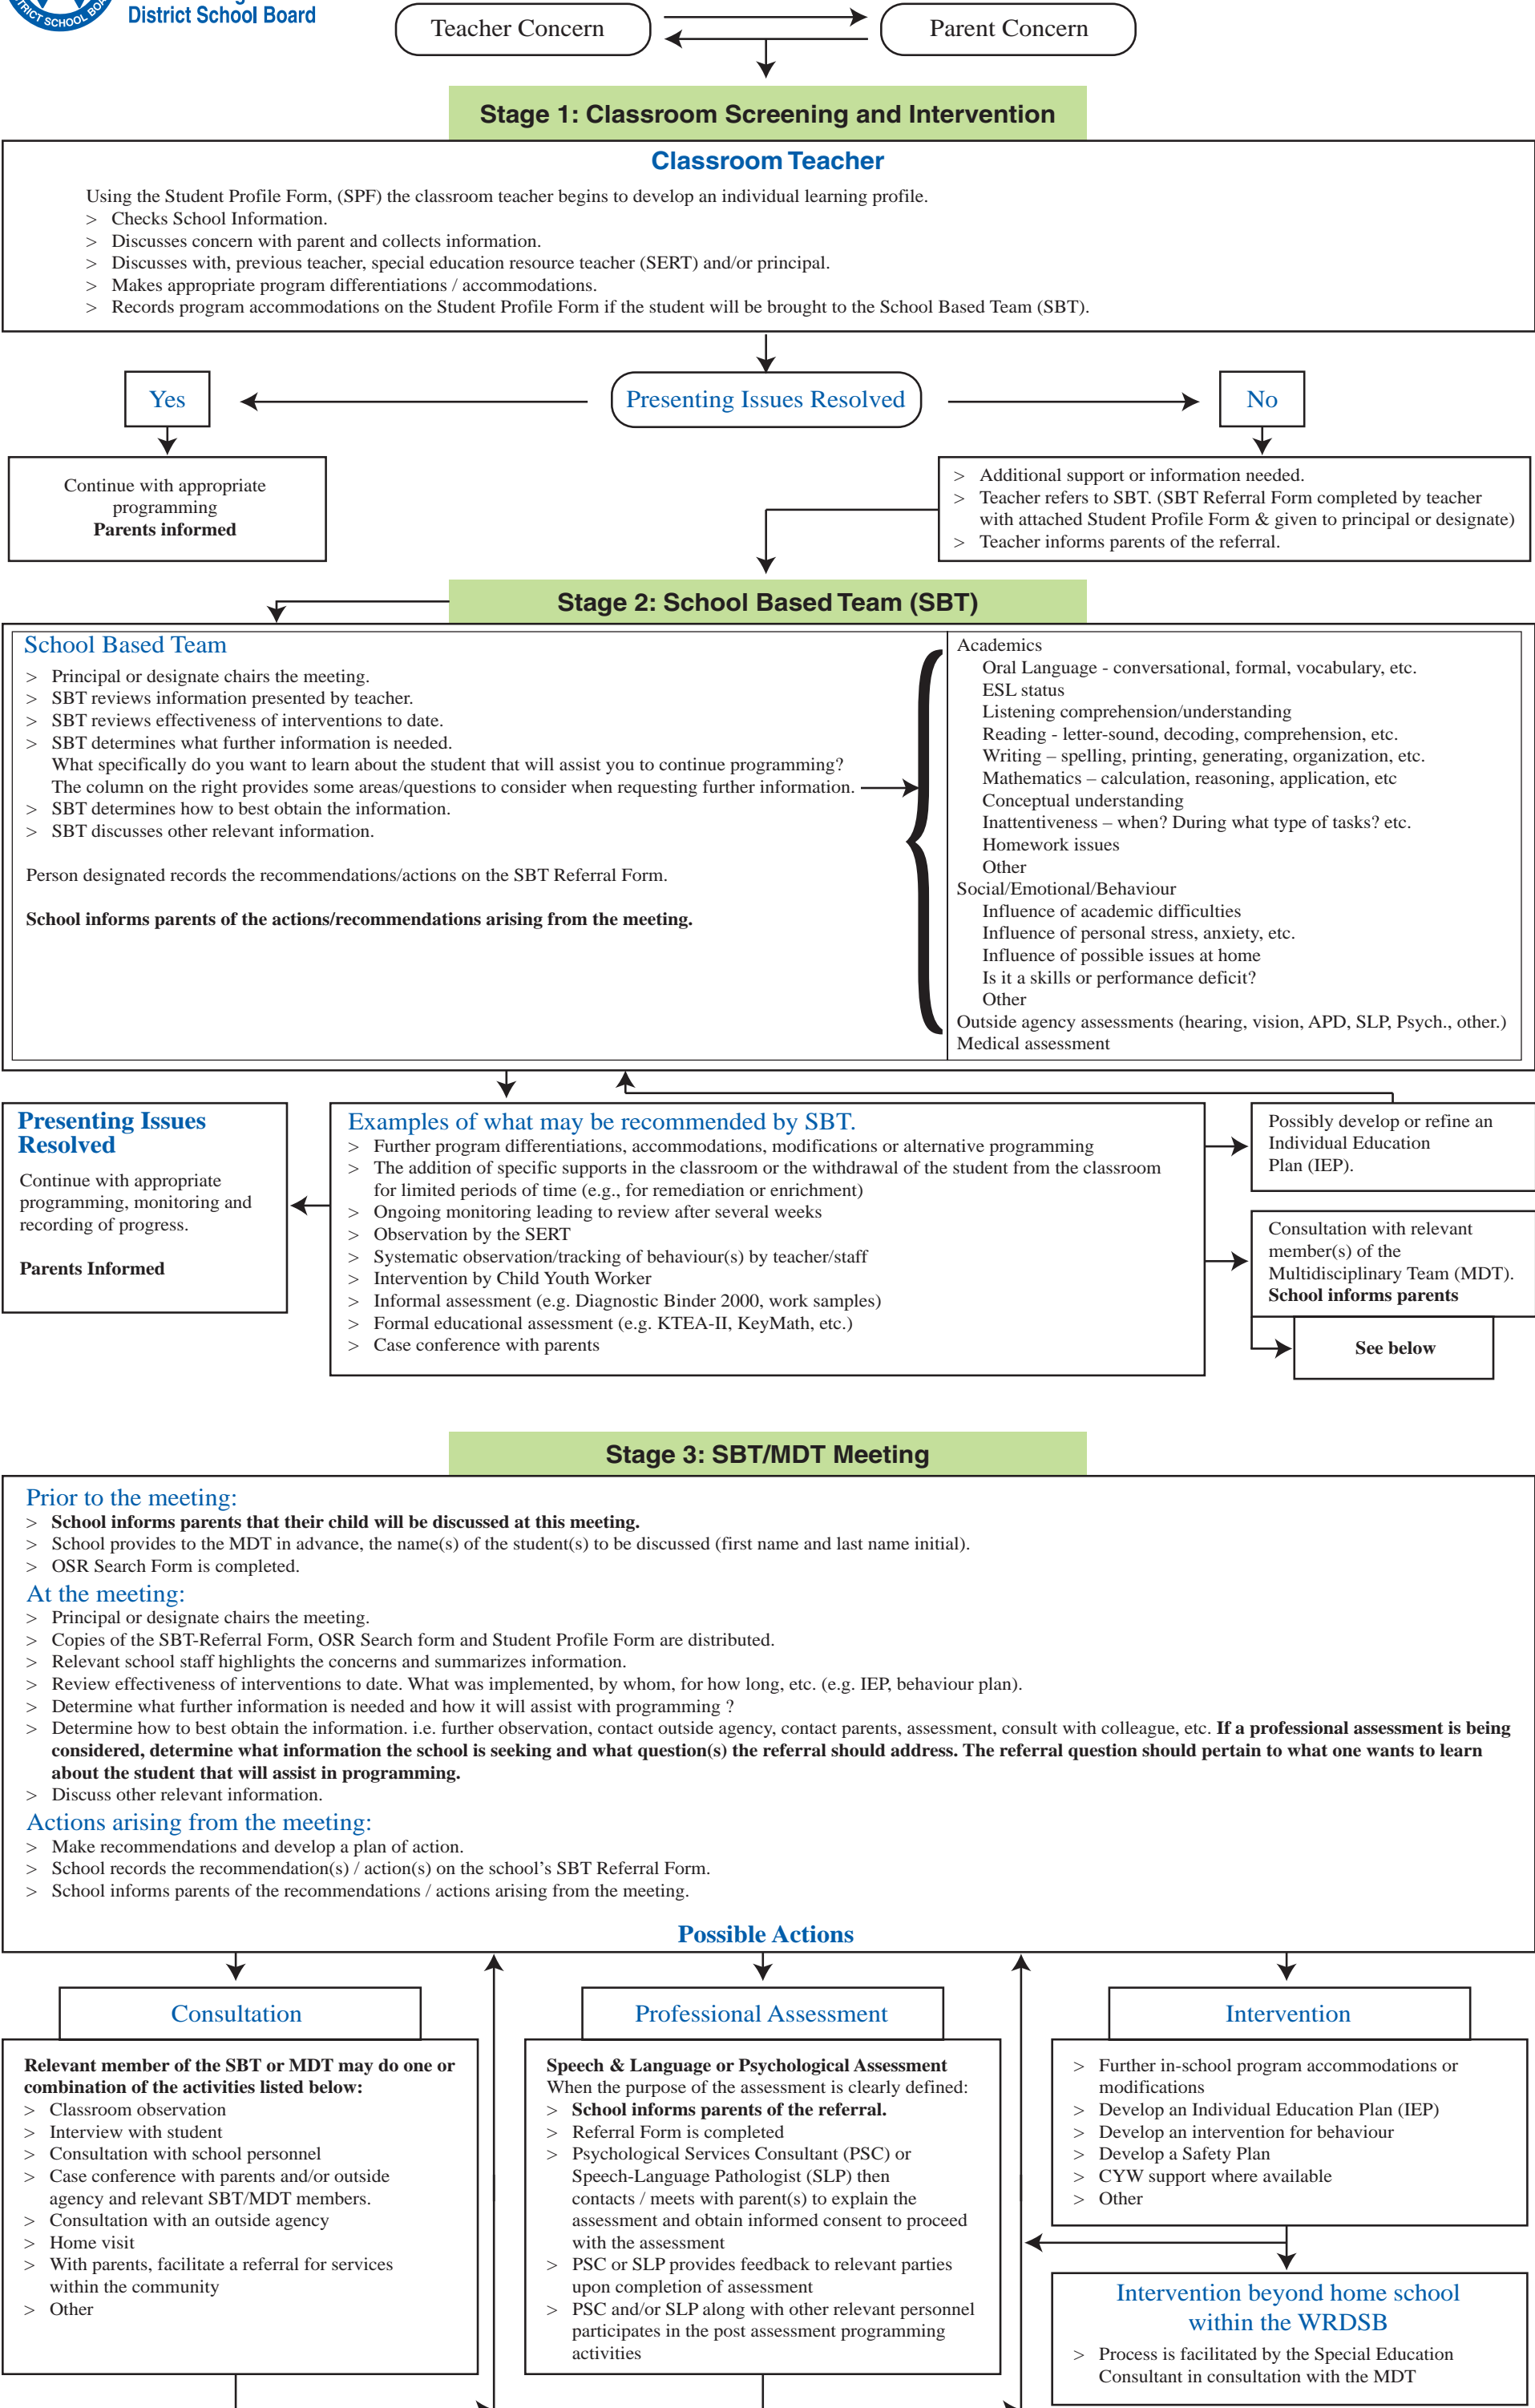 RICT SCHOOL BOA
District School Board
Teacher Concern
Parent Concern
Stage 1: Classroom Screening and Intervention
Classroom Teacher
Using the Student Profile Form, (SPF) the classroom teacher begins to develop an individual learning profile.
> Checks School Information.
> Discusses concern with parent and collects information.
> Discusses with, previous teacher, special education resource teacher (SERT) and/or principal.
> Makes appropriate program differentiations / accommodations.
> Records program accommodations on the Student Profile Form if the student will be brought to the School Based Team (SBT).
Yes
Presenting Issues Resolved
No
Continue with appropriate
programming
Parents informed
> Additional support or information needed.
> Teacher refers to SBT. (SBT Referral Form completed by teacher
with attached Student Profile Form & given to principal or designate)
> Teacher informs parents of the referral.
Stage 2: School Based Team (SBT)
School Based Team
> Principal or designate chairs the meeting.
> SBT reviews information presented by teacher.
> SBT reviews effectiveness of interventions to date.
> SBT determines what further information is needed.
What specifically do you want to learn about the student that will assist you to continue programming?
The column on the right provides some areas/questions to consider when requesting further information.
> SBT determines how to best obtain the information.
> SBT discusses other relevant information.
Person designated records the recommendations/actions on the SBT Referral Form.
School informs parents of the actions/recommendations arising from the meeting.
Academics
Oral Language - conversational, formal, vocabulary, etc.
ESL status
Listening comprehension/understanding
Reading - letter-sound, decoding, comprehension, etc.
Writing – spelling, printing, generating, organization, etc.
Mathematics – calculation, reasoning, application, etc
Conceptual understanding
Inattentiveness – when? During what type of tasks? etc.
Homework issues
Other
Social/Emotional/Behaviour
Influence of academic difficulties
Influence of personal stress, anxiety, etc.
Influence of possible issues at home
Is it a skills or performance deficit?
Other
Outside agency assessments (hearing, vision, APD, SLP, Psych., other.)
Medical assessment
Presenting Issues
Resolved
Continue with appropriate
programming, monitoring and
recording of progress.
Parents Informed
Examples of what may be recommended by SBT.
> Further program differentiations, accommodations, modifications or alternative programming
> The addition of specific supports in the classroom or the withdrawal of the student from the classroom
for limited periods of time (e.g., for remediation or enrichment)
> Ongoing monitoring leading to review after several weeks
> Observation by the SERT
> Systematic observation/tracking of behaviour(s) by teacher/staff
> Intervention by Child Youth Worker
> Informal assessment (e.g. Diagnostic Binder 2000, work samples)
> Formal educational assessment (e.g. KTEA-II, KeyMath, etc.)
> Case conference with parents
Possibly develop or refine an
Individual Education
Plan (IEP).
Consultation with relevant
member(s) of the
Multidisciplinary Team (MDT).
School informs parents
See below
Stage 3: SBT/MDT Meeting
Prior to the meeting:
> School informs parents that their child will be discussed at this meeting.
> School provides to the MDT in advance, the name(s) of the student(s) to be discussed (first name and last name initial).
> OSR Search Form is completed.
At the meeting:
> Principal or designate chairs the meeting.
> Copies of the SBT-Referral Form, OSR Search form and Student Profile Form are distributed.
> Relevant school staff highlights the concerns and summarizes information.
> Review effectiveness of interventions to date. What was implemented, by whom, for how long, etc. (e.g. IEP, behaviour plan).
> Determine what further information is needed and how it will assist with programming ?
> Determine how to best obtain the information. i.e. further observation, contact outside agency, contact parents, assessment, consult with colleague, etc. If a professional assessment is being
considered, determine what information the school is seeking and what question(s) the referral should address. The referral question should pertain to what one wants to learn
about the student that will assist in programming.
> Discuss other relevant information.
Actions arising from the meeting:
> Make recommendations and develop a plan of action.
> School records the recommendation(s) / action(s) on the school's SBT Referral Form.
> School informs parents of the recommendations / actions arising from the meeting.
Possible Actions
Consultation
Relevant member of the SBT or MDT may do one or
combination of the activities listed below:
> Classroom observation
> Interview with student
> Consultation with school personnel
> Case conference with parents and/or outside
agency and relevant SBT/MDT members.
> Consultation with an outside agency
> Home visit
> With parents, facilitate a referral for services
within the community
> Other
Professional Assessment
Speech & Language or Psychological Assessment
When the purpose of the assessment is clearly defined:
> School informs parents of the referral.
> Referral Form is completed
> Psychological Services Consultant (PSC) or
Speech-Language Pathologist (SLP) then
contacts / meets with parent(s) to explain the
assessment and obtain informed consent to proceed
with the assessment
> PSC or SLP provides feedback to relevant parties
upon completion of assessment
> PSC and/or SLP along with other relevant personnel
participates in the post assessment programming
activities
Intervention
> Further in-school program accommodations or
modifications
> Develop an Individual Education Plan (IEP)
> Develop an intervention for behaviour
> Develop a Safety Plan
> CYW support where available
> Other
Intervention beyond home school
within the WRDSB
> Process is facilitated by the Special Education
Consultant in consultation with the MDT